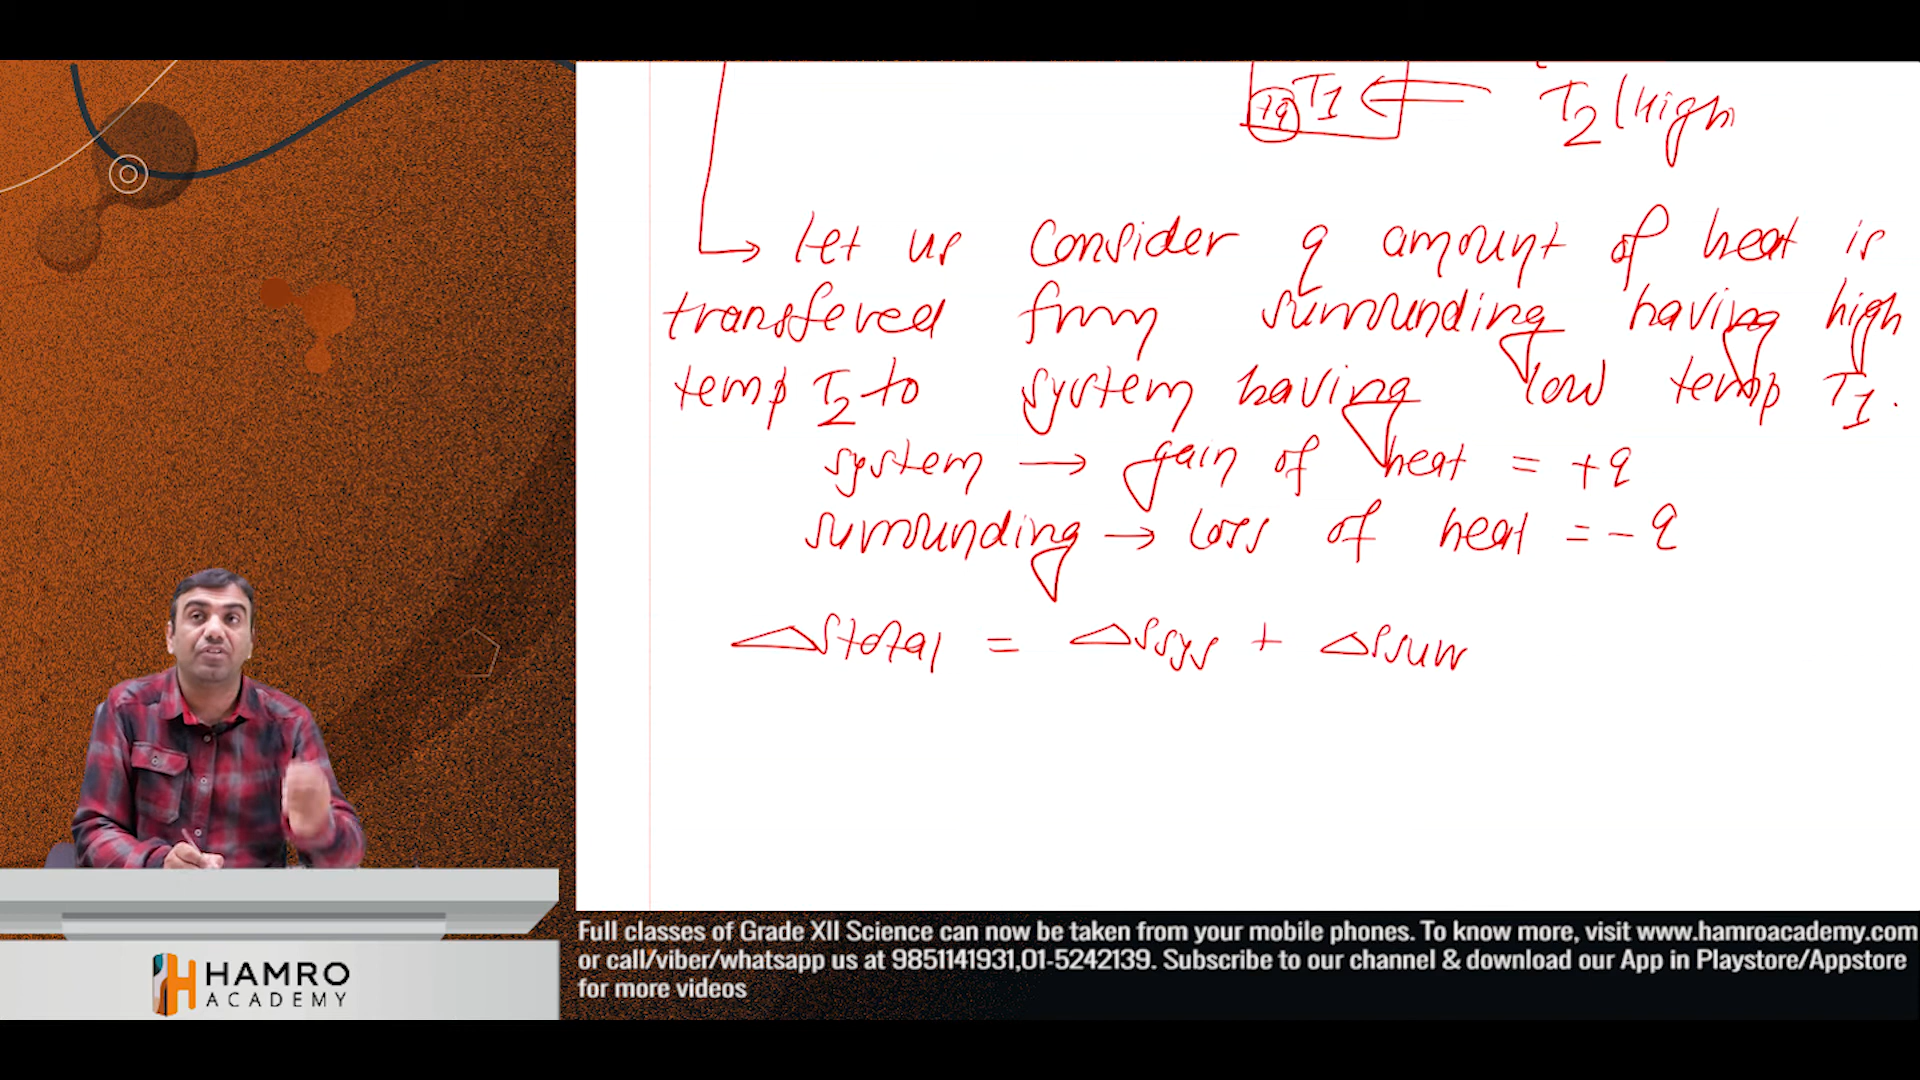 +q T1
T2 (High
let us consider q amount of heat is
transfered from surrounding having high
temp T2 to system having low temp T1.
system → gain of heat = +q
surrounding → loss of heat = -q
△Stotal = △Ssys + △Ssurr
Full classes of Grade XII Science can now be taken from your mobile phones. To know more, visit www.hamroacademy.com
or call/viber/whatsapp us at 9851141931,01-5242139. Subscribe to our channel & download our App in Playstore/Appstore
for more videos
HAMRO
ACADEMY